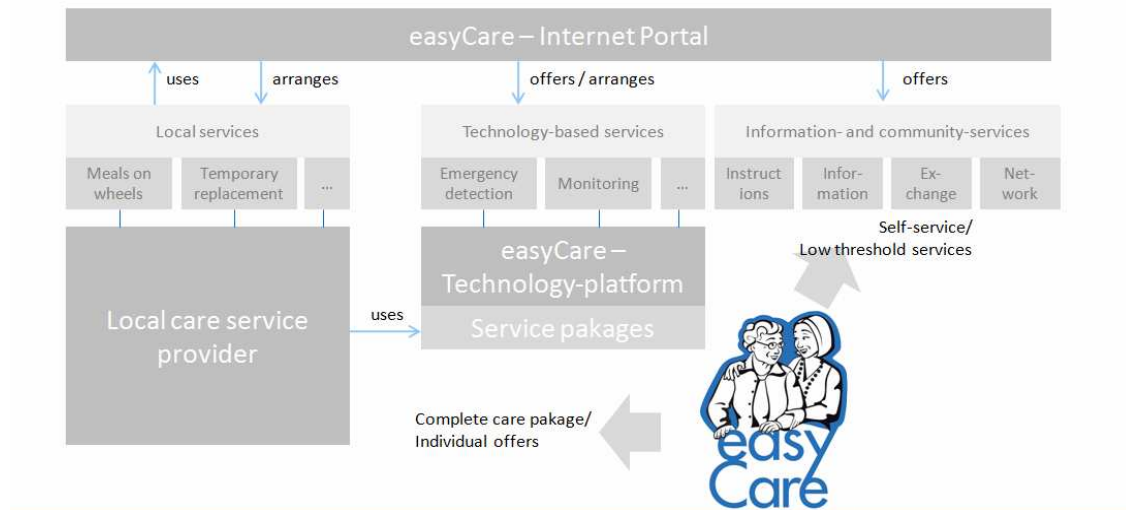 easyCare – Internet Portal
uses
arranges
offers / arranges
offers
Local services
Technology-based services
Information- and community-services
Meals on
wheels
Temporary
replacement
...
Emergency
detection
Monitoring
...
Instruct
ions
Infor-
mation
Ex-
change
Net-
work
Self-service/
Low threshold services
easyCare –
Technology-platform
Service pakages
Local care service
provider
uses
Complete care pakage/
Individual offers
easy
Care